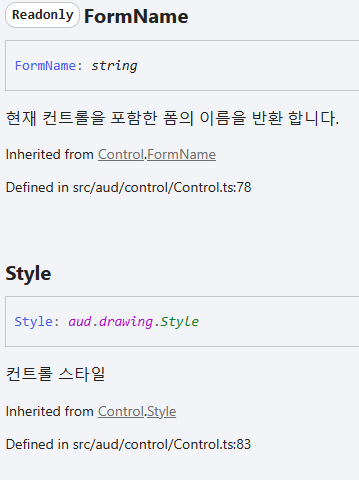 Readonly FormName
FormName: string
현재 컨트롤을 포함한 폼의 이름을 반환 합니다.
Inherited from Control.FormName
Defined in src/aud/control/Control.ts:78
Style
Style: aud.drawing.Style
컨트롤 스타일
Inherited from Control.Style
Defined in src/aud/control/Control.ts:83